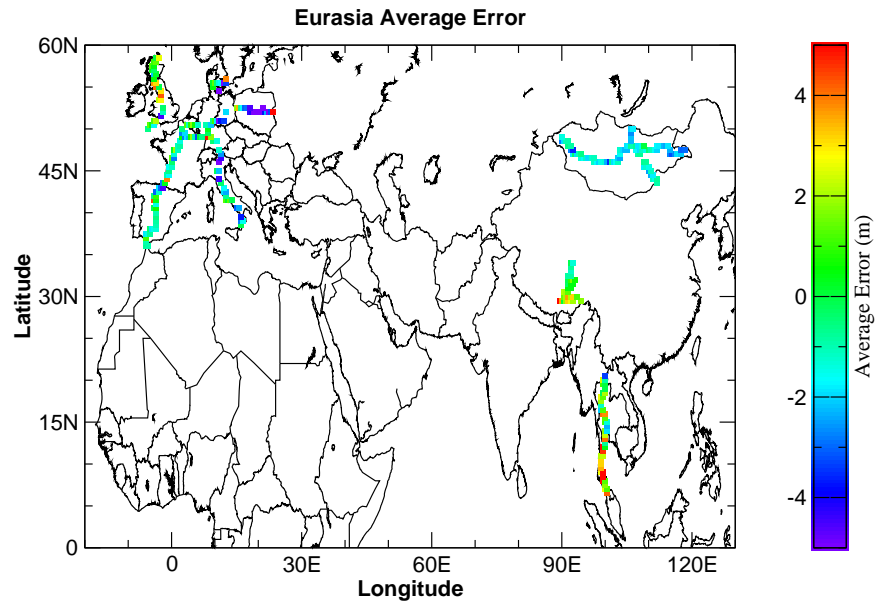 Eurasia Average Error
60N
45N
30N
15N
0
Latitude
0
30E
60E
90E
120E
Longitude
4
2
0
-2
-4
Average Error (m)